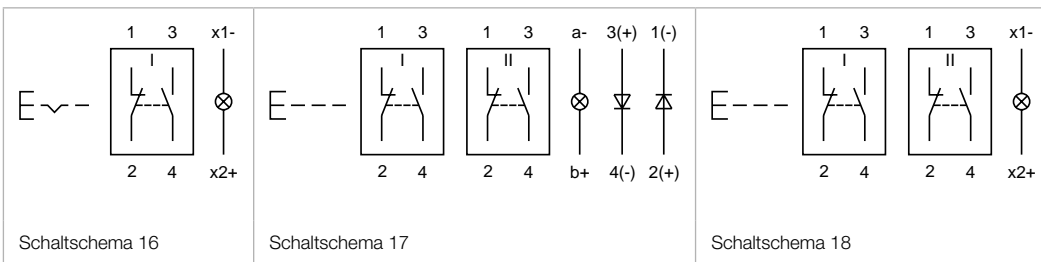 1 3 x1-
I
2 4 x2+
Schaltschema 16
1 3 1 3 a- 3(+) 1(-)
I II
2 4 2 4 b+ 4(-) 2(+)
Schaltschema 17
1 3 1 3 x1-
I II
2 4 2 4 x2+
Schaltschema 18